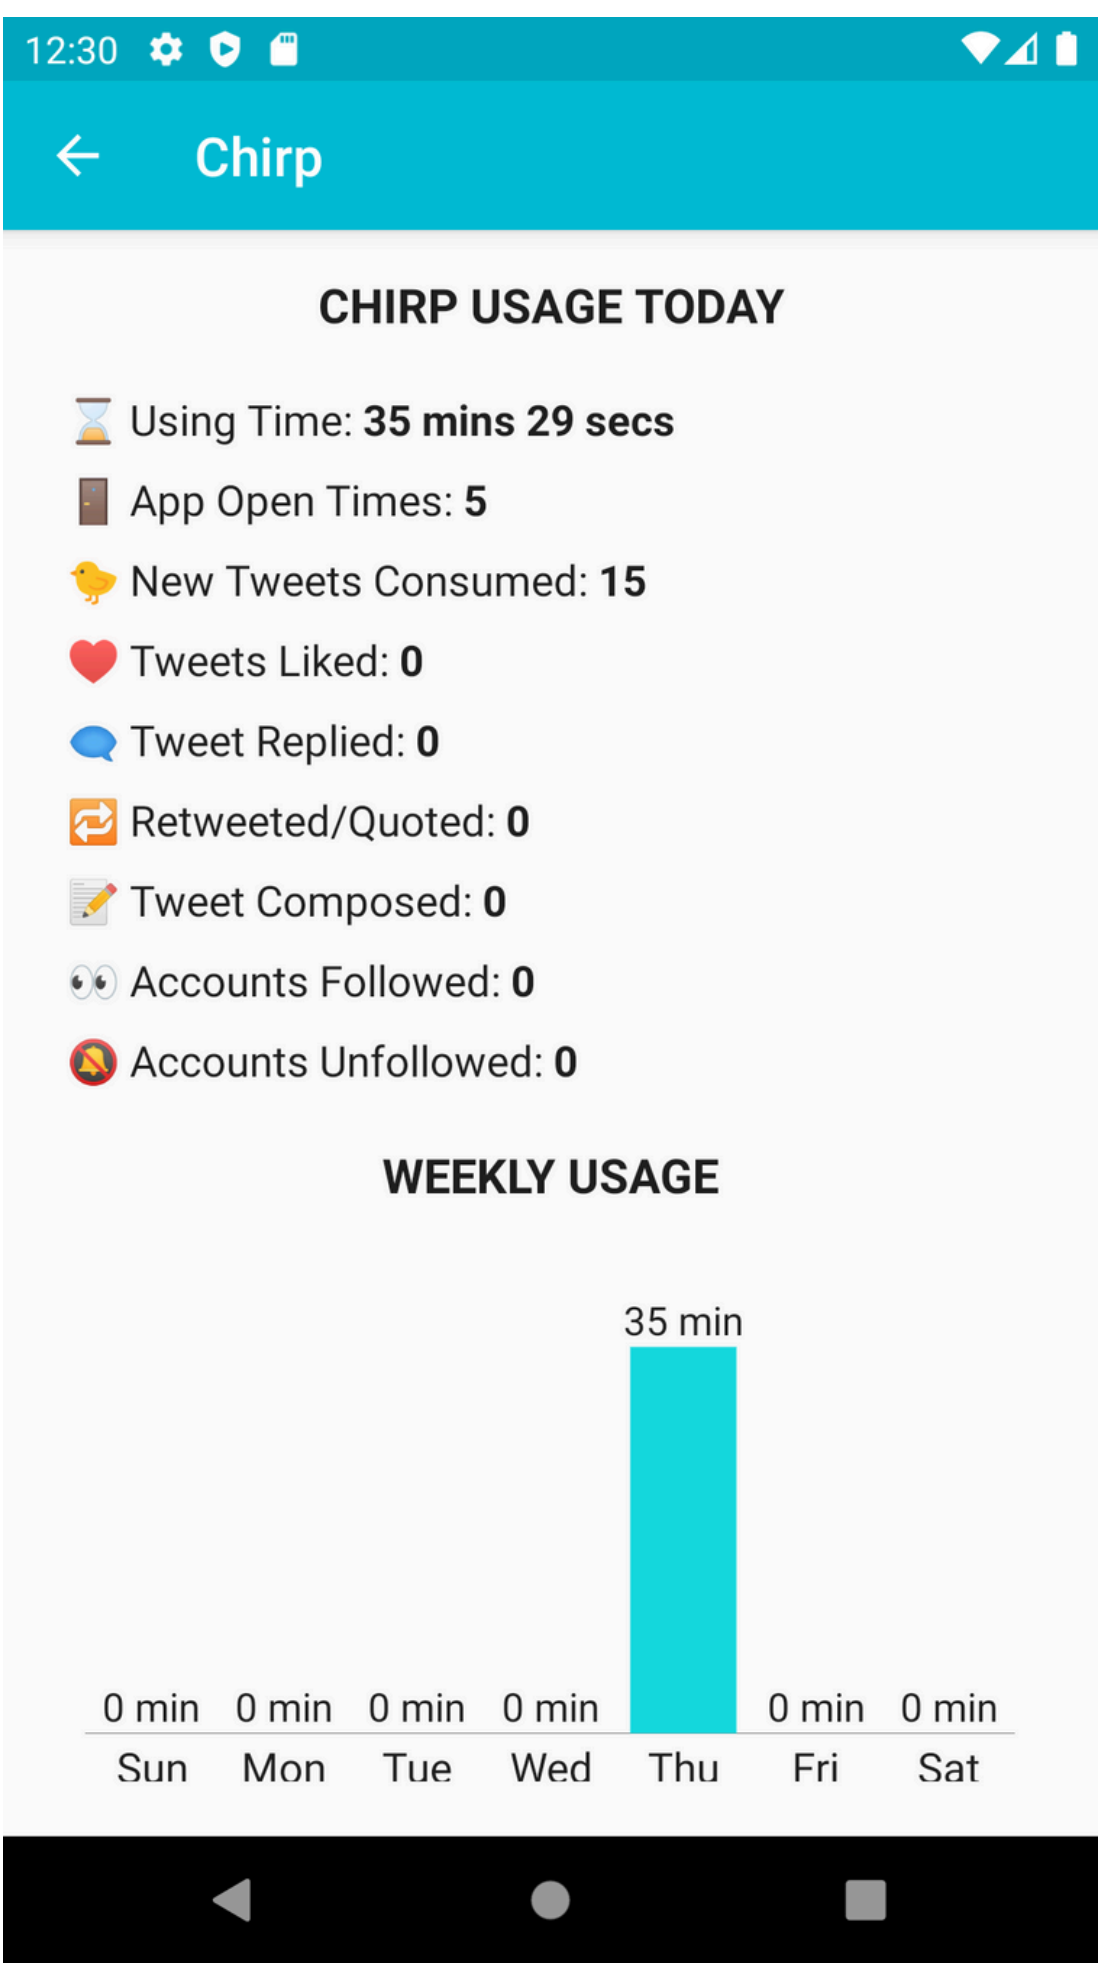 12:30
Chirp
CHIRP USAGE TODAY
Using Time: 35 mins 29 secs
App Open Times: 5
New Tweets Consumed: 15
Tweets Liked: 0
Tweet Replied: 0
Retweeted/Quoted: 0
Tweet Composed: 0
Accounts Followed: 0
Accounts Unfollowed: 0
WEEKLY USAGE
35 min
0 min 0 min 0 min 0 min 0 min 0 min
Sun Mon Tue Wed Thu Fri Sat